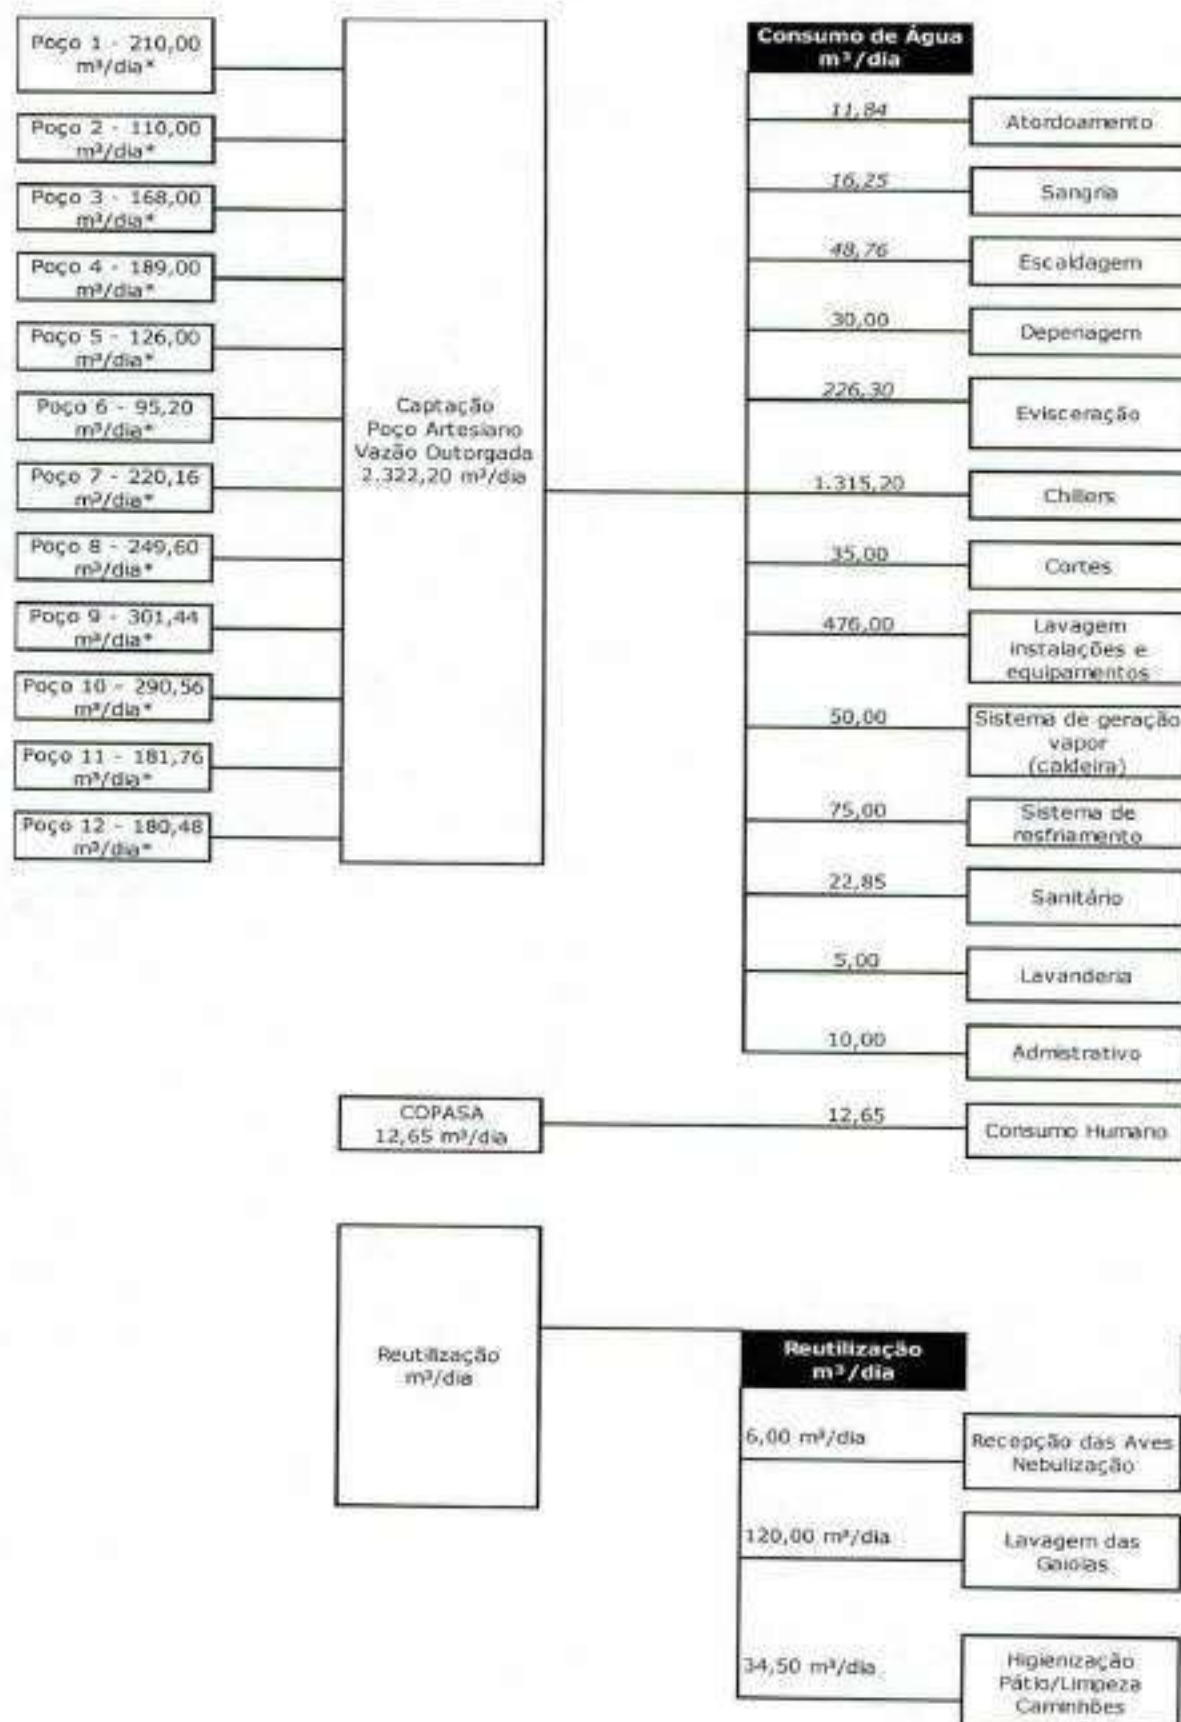 Poço 1 - 210,00
m³/dia*
Poço 2 - 110,00
m³/dia*
Poço 3 - 168,00
m³/dia*
Poço 4 - 189,00
m³/dia*
Poço 5 - 126,00
m³/dia*
Poço 6 - 95,20
m³/dia*
Poço 7 - 220,16
m³/dia*
Poço 8 - 249,60
m³/dia*
Poço 9 - 301,44
m³/dia*
Poço 10 - 290,56
m³/dia*
Poço 11 - 181,76
m³/dia*
Poço 12 - 180,48
m³/dia*
Captação
Poço Artesiano
Vazão Outorgada
2.322,20 m³/dia
Consumo de Água
m³/dia
11,84
Atordoamento
16,25
Sangria
48,76
Escaldagem
30,00
Depenagem
226,30
Evisceração
1.315,20
Chillers
35,00
Cortes
476,00
Lavagem
instalações e
equipamentos
50,00
Sistema de geração
vapor
(caldeira)
75,00
Sistema de
resfriamento
22,85
Sanitário
5,00
Lavanderia
10,00
Admistrativo
COPASA
12,65 m³/dia
12,65
Consumo Humano
Reutilização
m³/dia
Reutilização
m³/dia
6,00 m³/dia
Recepção das Aves
Nebulização
120,00 m³/dia
Lavagem das
Gaiolas
34,50 m³/dia
Higienização
Pátio/Limpeza
Caminhões